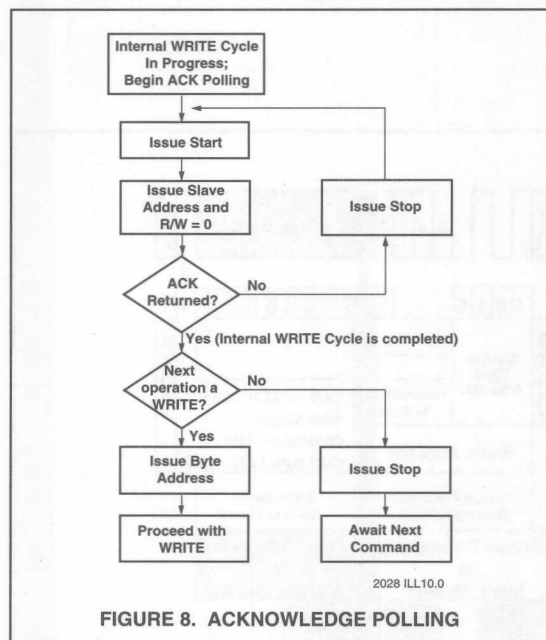 Internal WRITE Cycle
In Progress;
Begin ACK Polling
Issue Start
Issue Slave
Address and
R/W = 0
Issue Stop
ACK
Returned?
No
Yes (Internal WRITE Cycle is completed)
Next
operation a
WRITE?
No
Yes
Issue Byte
Address
Issue Stop
Proceed with
WRITE
Await Next
Command
2028 ILL10.0
FIGURE 8. ACKNOWLEDGE POLLING